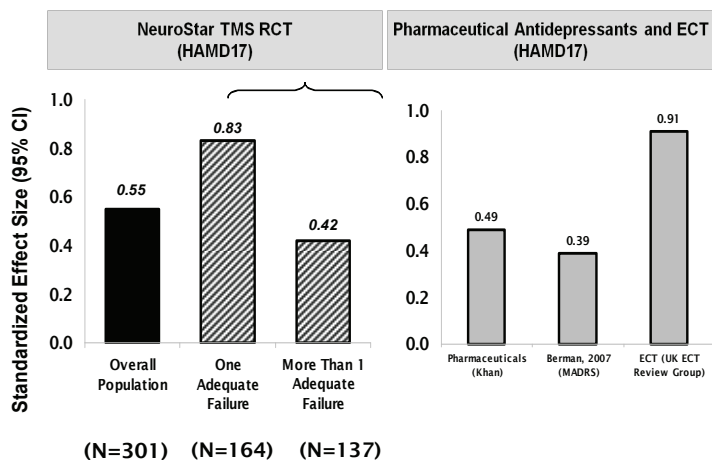 NeuroStar TMS RCT
(HAMD17)
Pharmaceutical Antidepressants and ECT
(HAMD17)
Standardized Effect Size (95% CI)
1.0
0.8
0.6
0.4
0.2
0.0
0.55
0.83
0.42
Overall
Population
One
Adequate
Failure
More Than 1
Adequate
Failure
(N=301)
(N=164)
(N=137)
1.0
0.8
0.6
0.4
0.2
0.0
0.49
0.39
0.91
Pharmaceuticals
(Khan)
Berman, 2007
(MADRS)
ECT (UK ECT
Review Group)